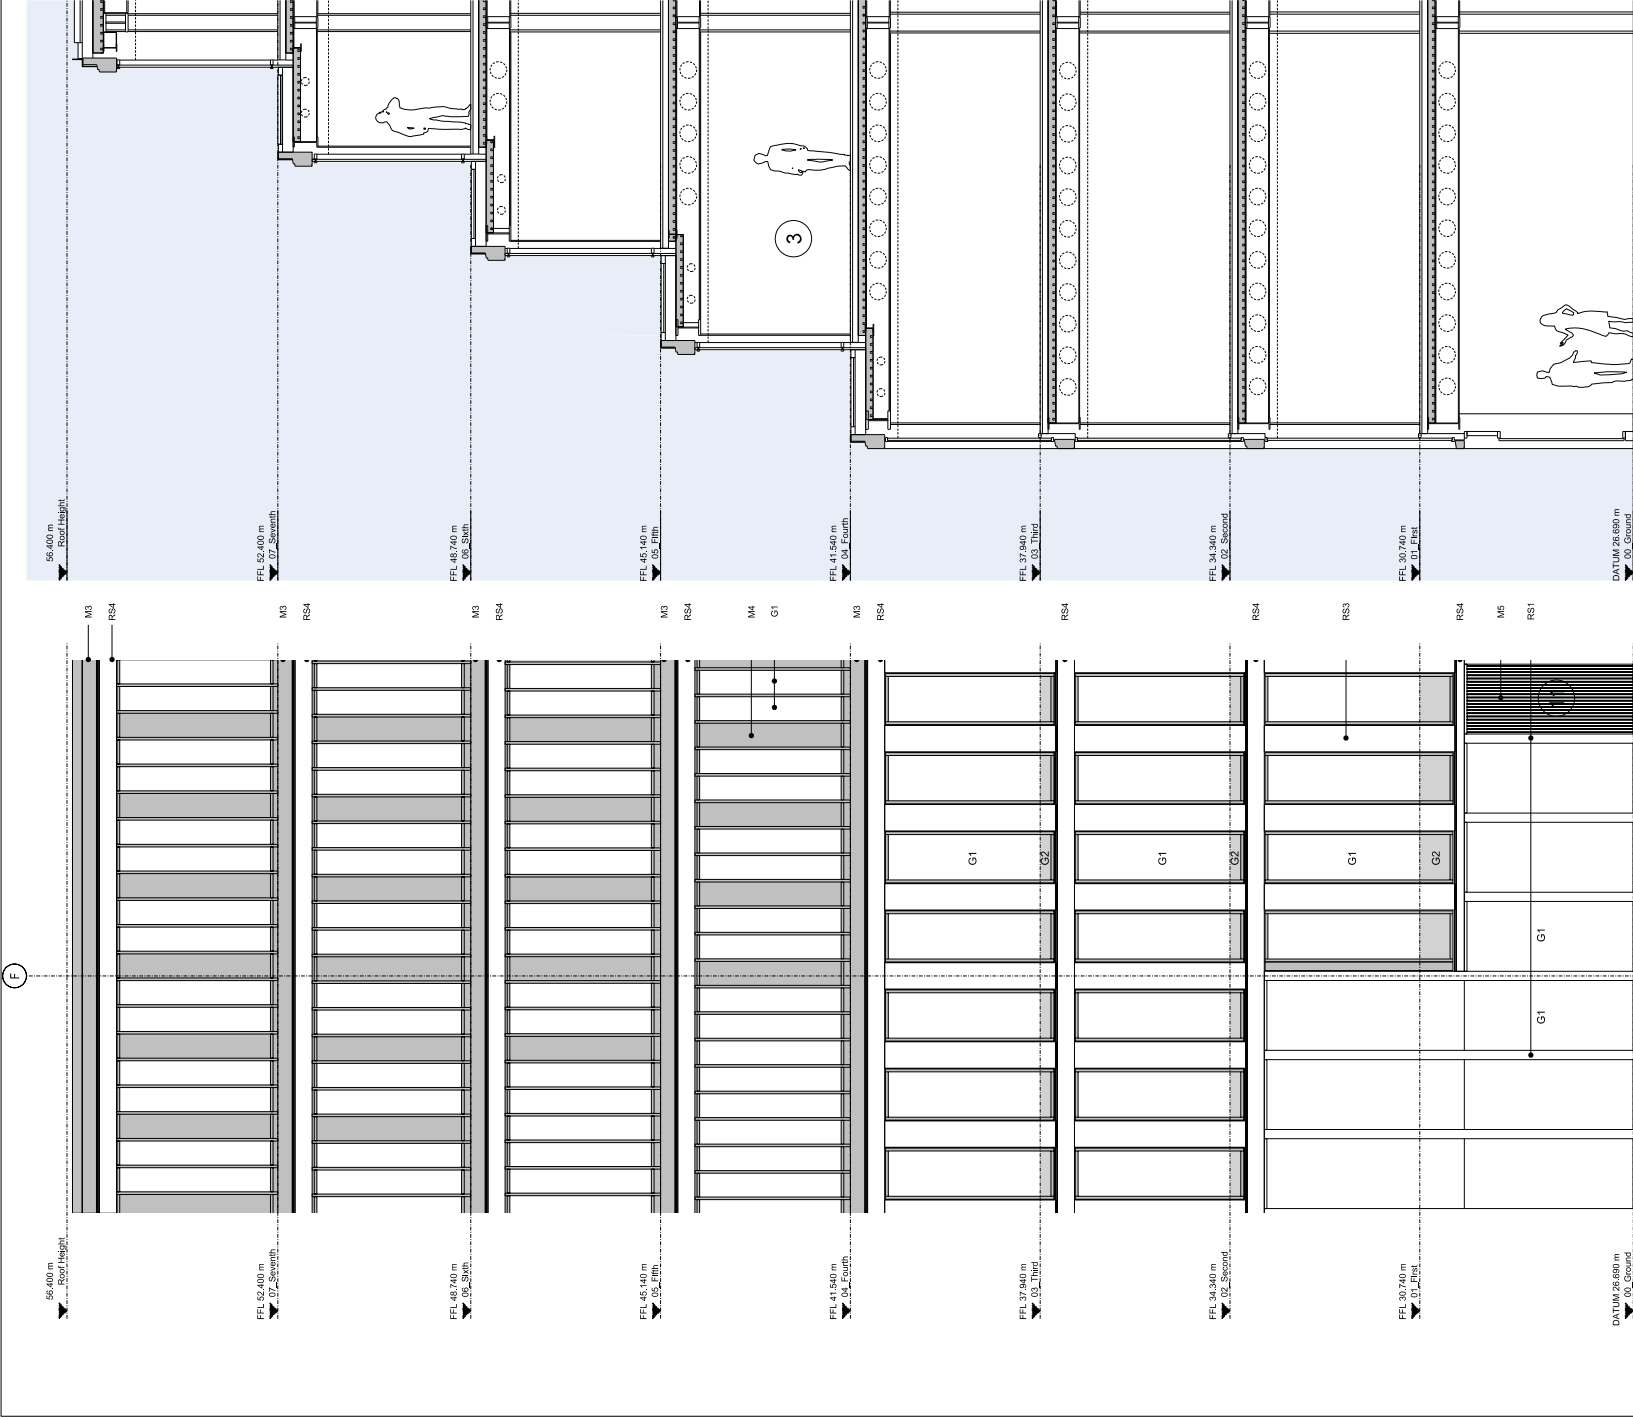 3
56.400 m
Roof Height
FFL 52.400 m
07_Seventh
FFL 48.740 m
06_Sixth
FFL 45.140 m
05_Fifth
FFL 41.540 m
04_Fourth
FFL 37.940 m
03_Third
FFL 34.340 m
02_Second
FFL 30.740 m
01_First
DATUM 26.690 m
00_Ground
M3
RS4
M3
RS4
M3
RS4
M3
RS4
M4
G1
M3
RS4
RS4
RS4
RS3
RS4
M5
RS1
G1
G2
G1
G2
G1
G2
G1
G1
F
56.400 m
Roof Height
FFL 52.400 m
07_Seventh
FFL 48.740 m
06_Sixth
FFL 45.140 m
05_Fifth
FFL 41.540 m
04_Fourth
FFL 37.940 m
03_Third
FFL 34.340 m
02_Second
FFL 30.740 m
01_First
DATUM 26.690 m
00_Ground